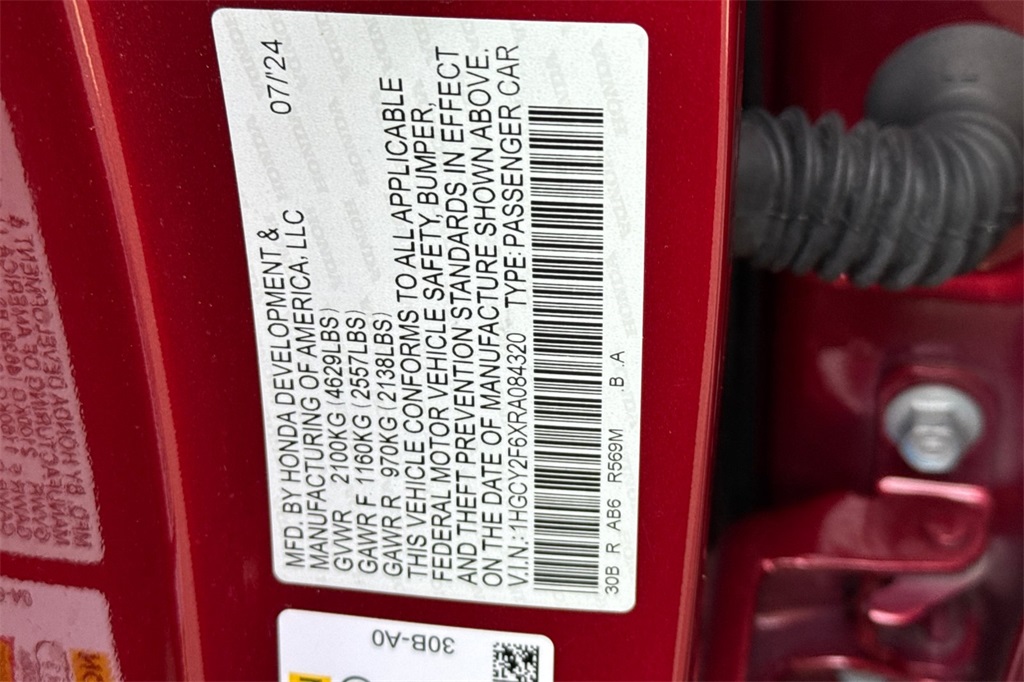 MFD. BY HONDA DEVELOPMENT & 07/'24
MANUFACTURING OF AMERICA, LLC
GVWR 2100KG (4629LBS)
GAWR F 1160KG (2557LBS)
GAWR R 970KG (2138LBS)
THIS VEHICLE CONFORMS TO ALL APPLICABLE
FEDERAL MOTOR VEHICLE SAFETY, BUMPER,
AND THEFT PREVENTION STANDARDS IN EFFECT
ON THE DATE OF MANUFACTURE SHOWN ABOVE.
V.I.N.: 1HGCY2F6XRA084320 TYPE: PASSENGER CAR
30B R AB6 R569M .B .A
30B-A0